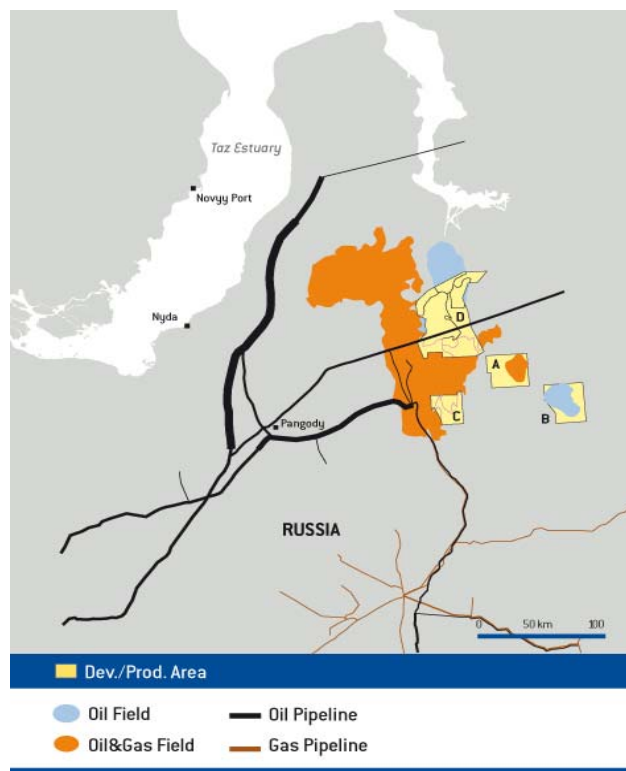 Taz Estuary
Novyy Port
Nyda
D
A
B
C
Pangody
RUSSIA
0 50 km 100
Dev./Prod. Area
Oil Field
Oil Pipeline
Oil&Gas Field
Gas Pipeline